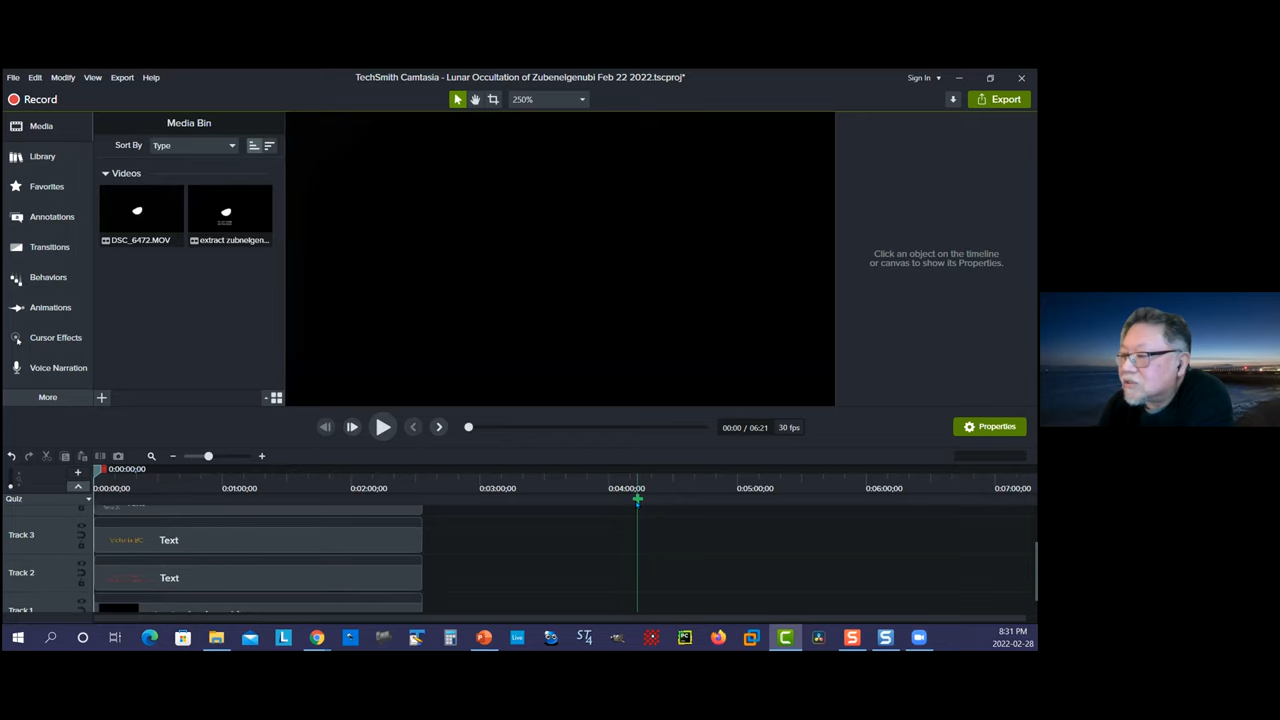 File Edit Modify View Export Help
TechSmith Camtasia - Lunar Occultation of Zubenelgenubi Feb 22 2022.tscproj*
Sign In
Record
250%
Export
Media
Library
Favorites
Annotations
Transitions
Behaviors
Animations
Cursor Effects
Voice Narration
More
Media Bin
Sort By Type
Videos
DSC_6472.MOV
extract zubnelgen...
Click an object on the timeline
or canvas to show its Properties.
00:00 / 06:21 30 fps
Properties
0:00:00;00
0:00:00;00 0:01:00;00 0:02:00;00 0:03:00;00 0:04:00;00 0:05:00;00 0:06:00;00 0:07:00;00
Quiz
Track 3
Victoria BC
Text
Track 2
Text
Track 1
8:31 PM
2022-02-28